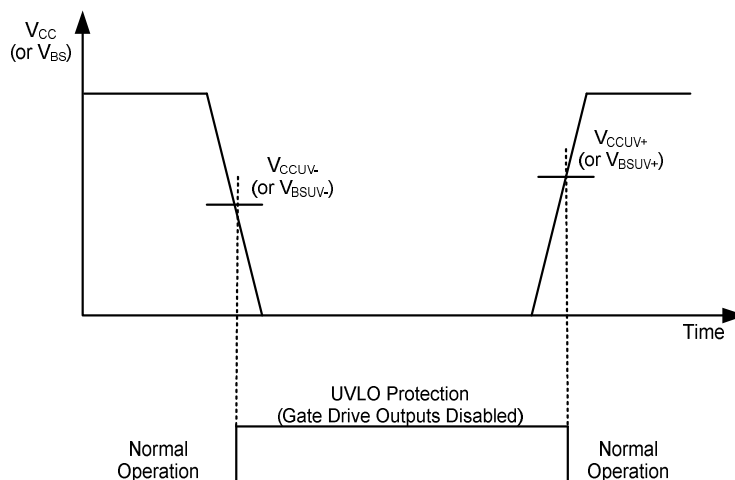 VCC
(or VBS)
VCCUV-
(or VBSUV-)
VCCUV+
(or VBSUV+)
Time
UVLO Protection
(Gate Drive Outputs Disabled)
Normal
Operation
Normal
Operation